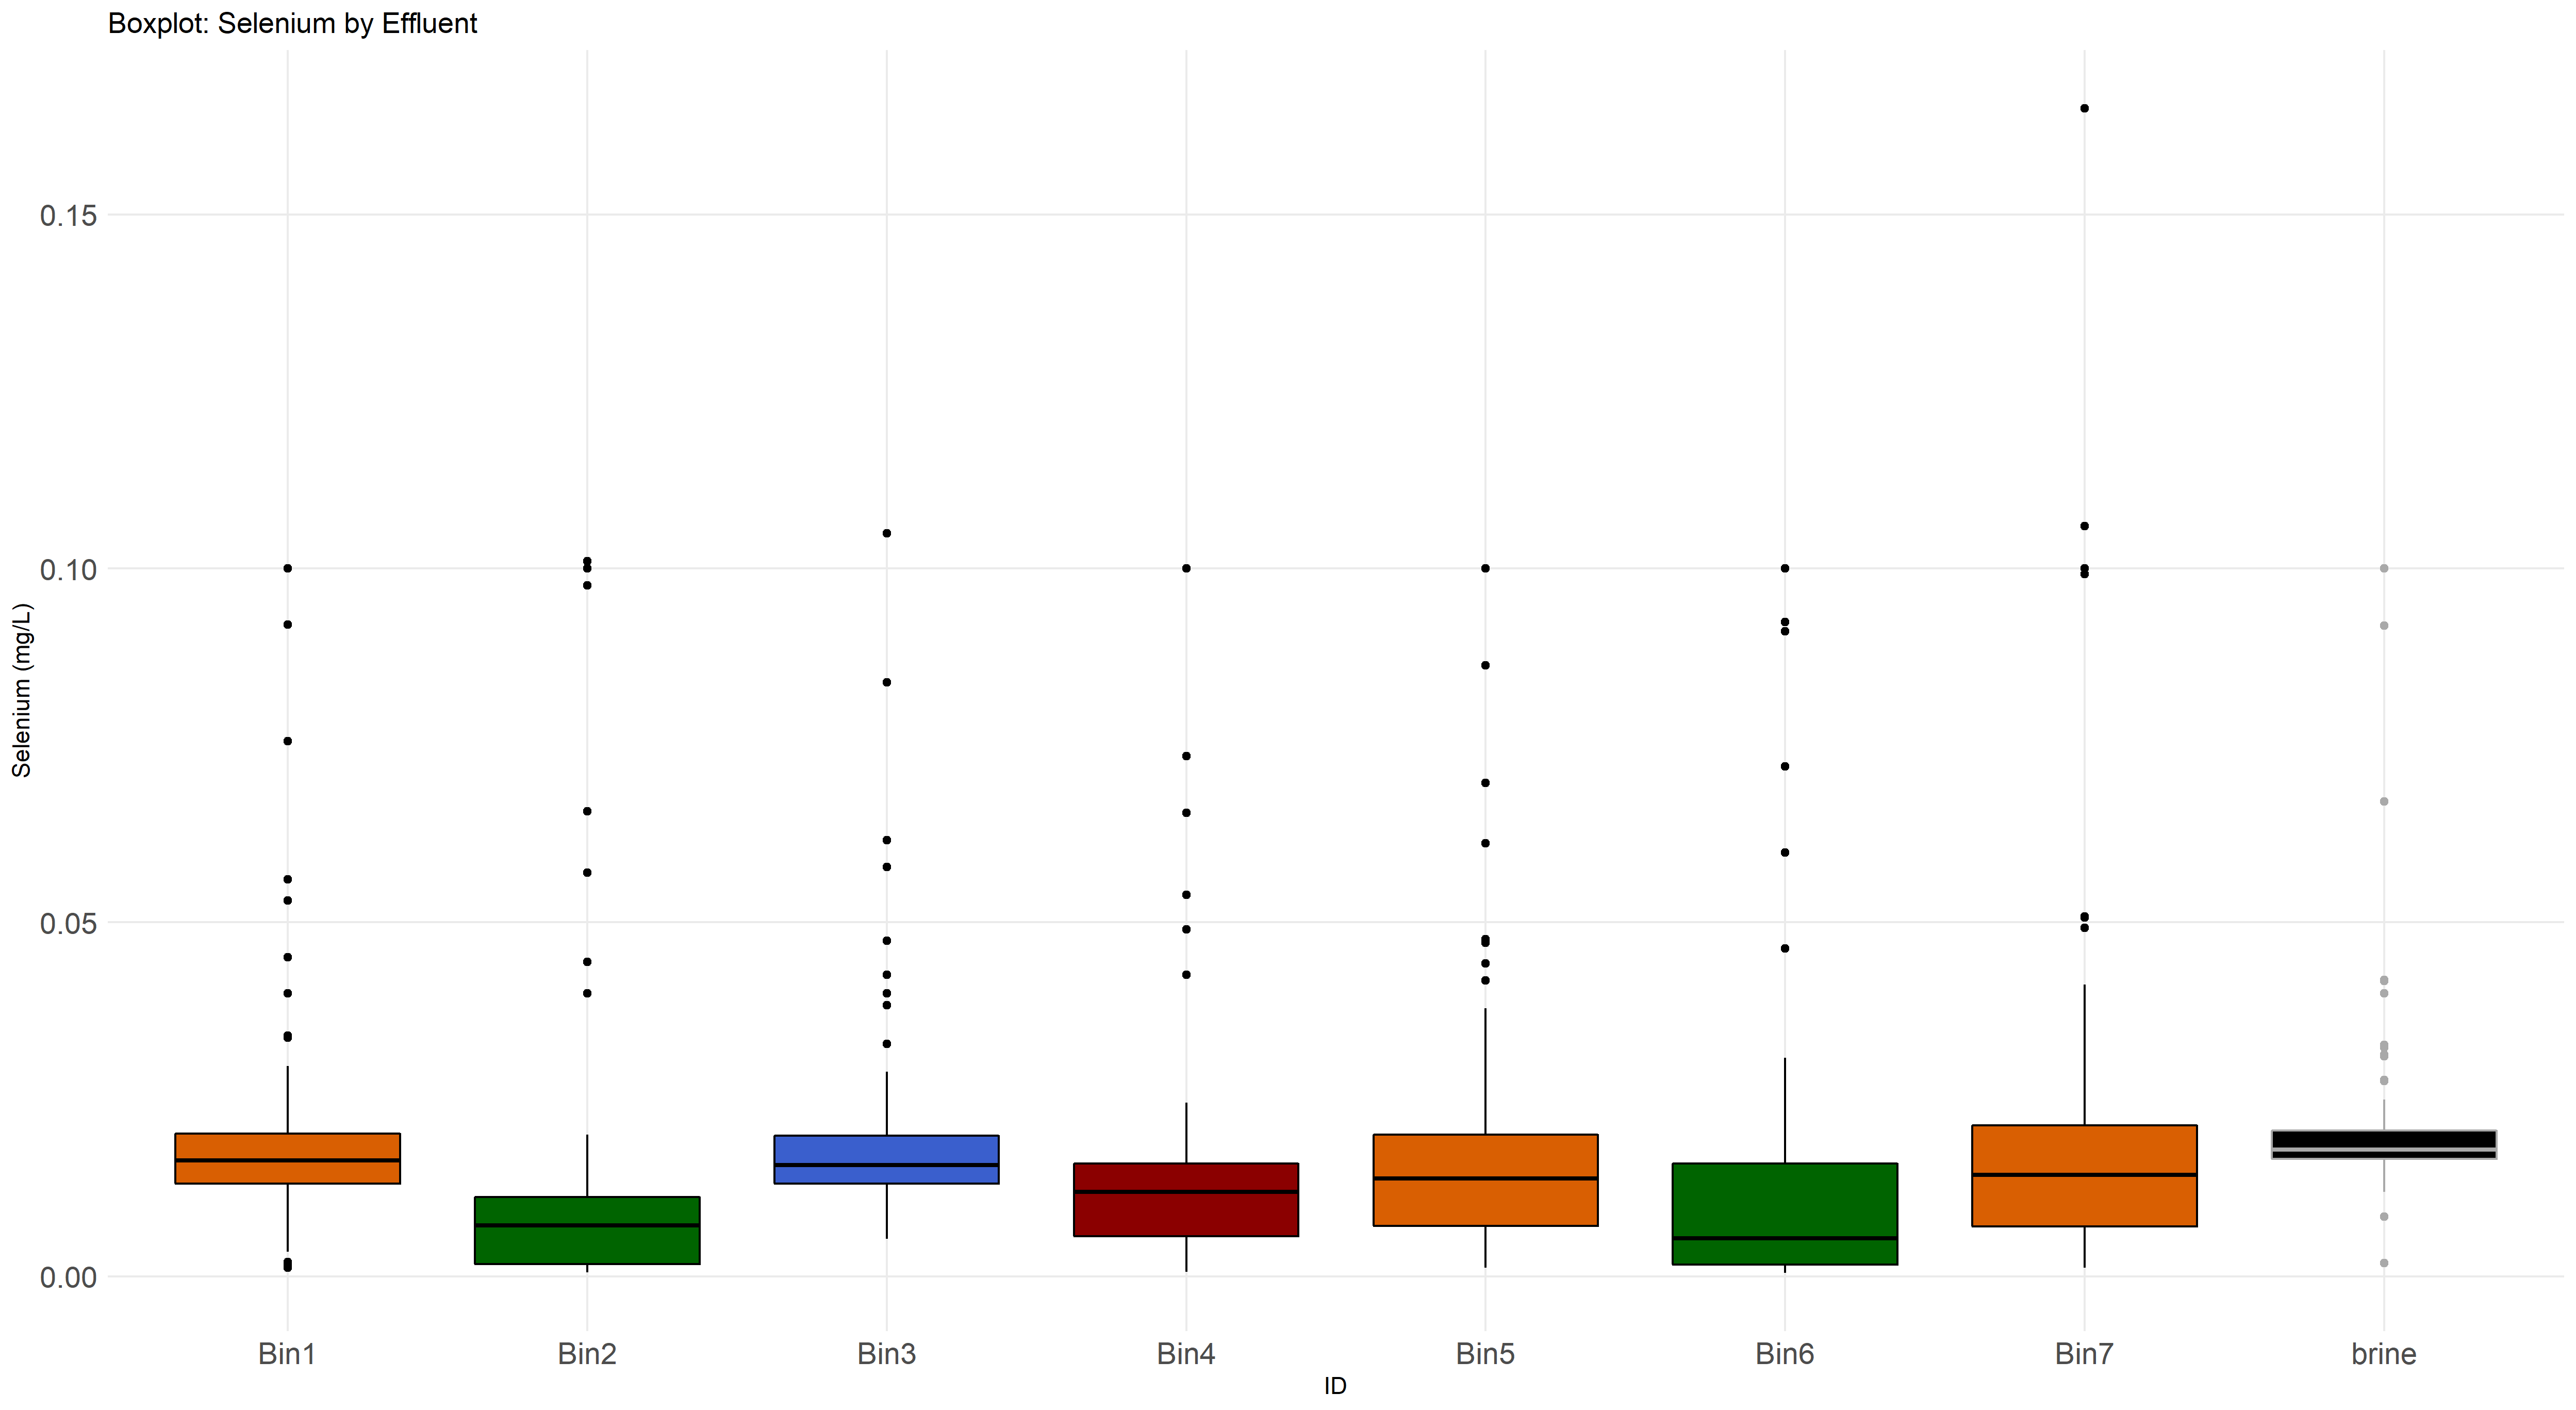 Boxplot: Selenium by Effluent
Selenium (mg/L)
0.15
0.10
0.05
0.00
Bin1 Bin2 Bin3 Bin4 Bin5 Bin6 Bin7 brine
ID